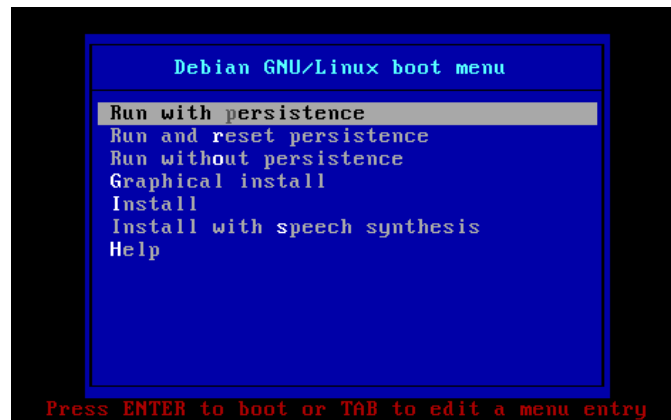 Debian GNU/Linux boot menu
Run with persistence
Run and reset persistence
Run without persistence
Graphical install
Install
Install with speech synthesis
Help
Press ENTER to boot or TAB to edit a menu entry